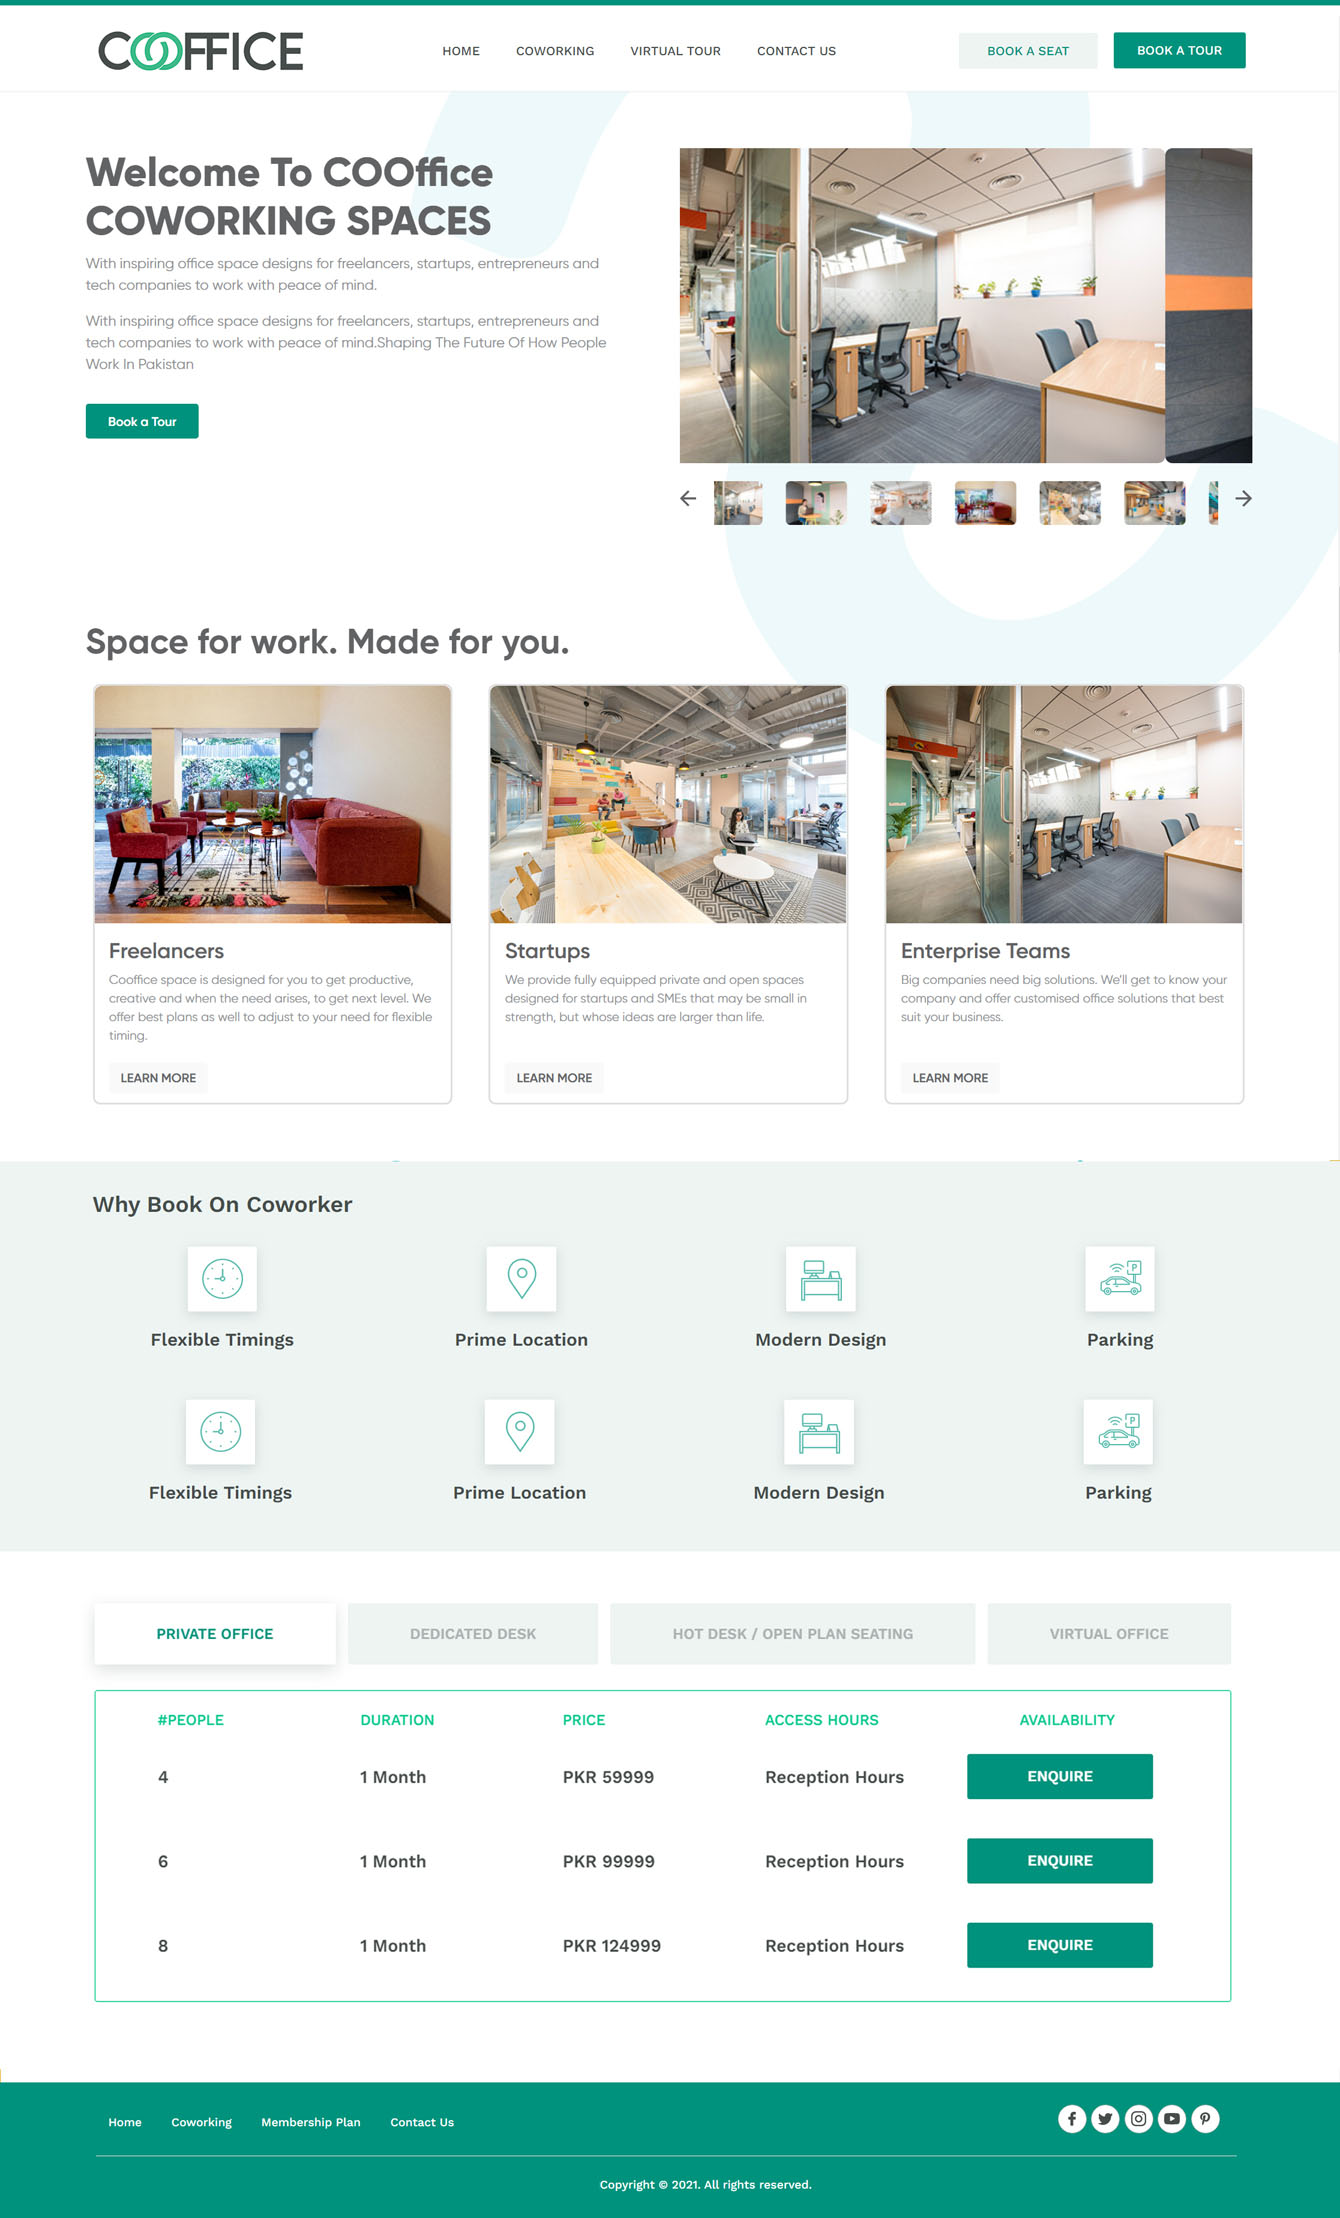 COOFFICE
HOME COWORKING VIRTUAL TOUR CONTACT US BOOK A SEAT BOOK A TOUR
Welcome To COOffice
COWORKING SPACES
With inspiring office space designs for freelancers, startups, entrepreneurs and
tech companies to work with peace of mind.
With inspiring office space designs for freelancers, startups, entrepreneurs and
tech companies to work with peace of mind.Shaping The Future Of How People
Work In Pakistan
Book a Tour
Space for work. Made for you.
Freelancers
Cooffice space is designed for you to get productive,
creative and when the need arises, to get next level. We
offer best plans as well to adjust to your need for flexible
timing.
LEARN MORE
Startups
We provide fully equipped private and open spaces
designed for startups and SMEs that may be small in
strength, but whose ideas are larger than life.
LEARN MORE
Enterprise Teams
Big companies need big solutions. We'll get to know your
company and offer customised office solutions that best
suit your business.
LEARN MORE
Why Book On Coworker
Flexible Timings Prime Location Modern Design Parking
Flexible Timings Prime Location Modern Design Parking
PRIVATE OFFICE DEDICATED DESK HOT DESK / OPEN PLAN SEATING VIRTUAL OFFICE
#PEOPLE DURATION PRICE ACCESS HOURS AVAILABILITY
4 1 Month PKR 59999 Reception Hours ENQUIRE
6 1 Month PKR 99999 Reception Hours ENQUIRE
8 1 Month PKR 124999 Reception Hours ENQUIRE
Home Coworking Membership Plan Contact Us
Copyright © 2021. All rights reserved.